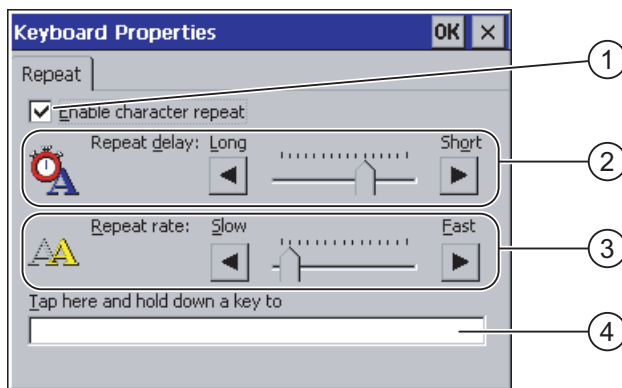 Keyboard Properties OK ×
1
Repeat
Enable character repeat
Repeat delay: Long Short
2
Repeat rate: Slow Fast
3
Tap here and hold down a key to
4